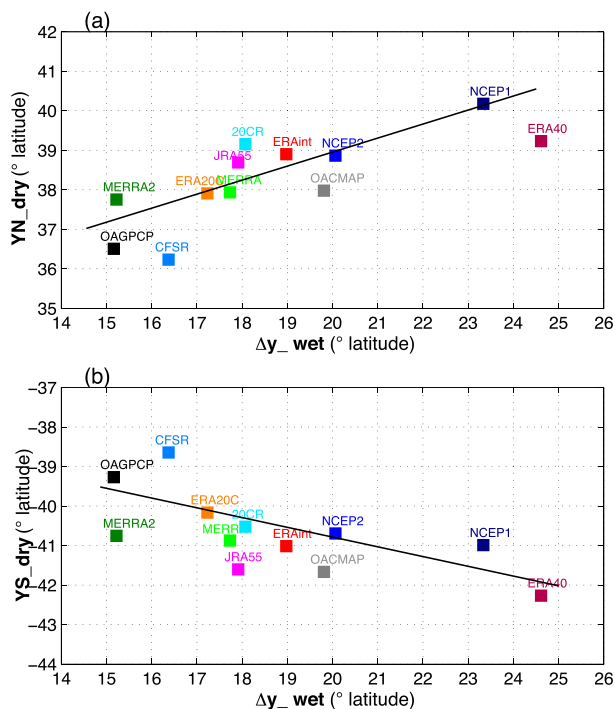 (a)
42
41
40
39
38
37
36
35
YN_dry (° latitude)
NCEP1
ERA40
20CR
ERAint
NCEP2
JRA55
OACMAP
MERRA2
ERA20C
MERRA
OAGPCP
CFSR
14 15 16 17 18 19 20 21 22 23 24 25 26
Δy_ wet (° latitude)
(b)
−37
−38
−39
−40
−41
−42
−43
−44
YS_dry (° latitude)
CFSR
OAGPCP
ERA20C
20CR
MERRA2
MERR
NCEP2
ERAint
NCEP1
JRA55
OACMAP
ERA40
14 15 16 17 18 19 20 21 22 23 24 25 26
Δy_ wet (° latitude)